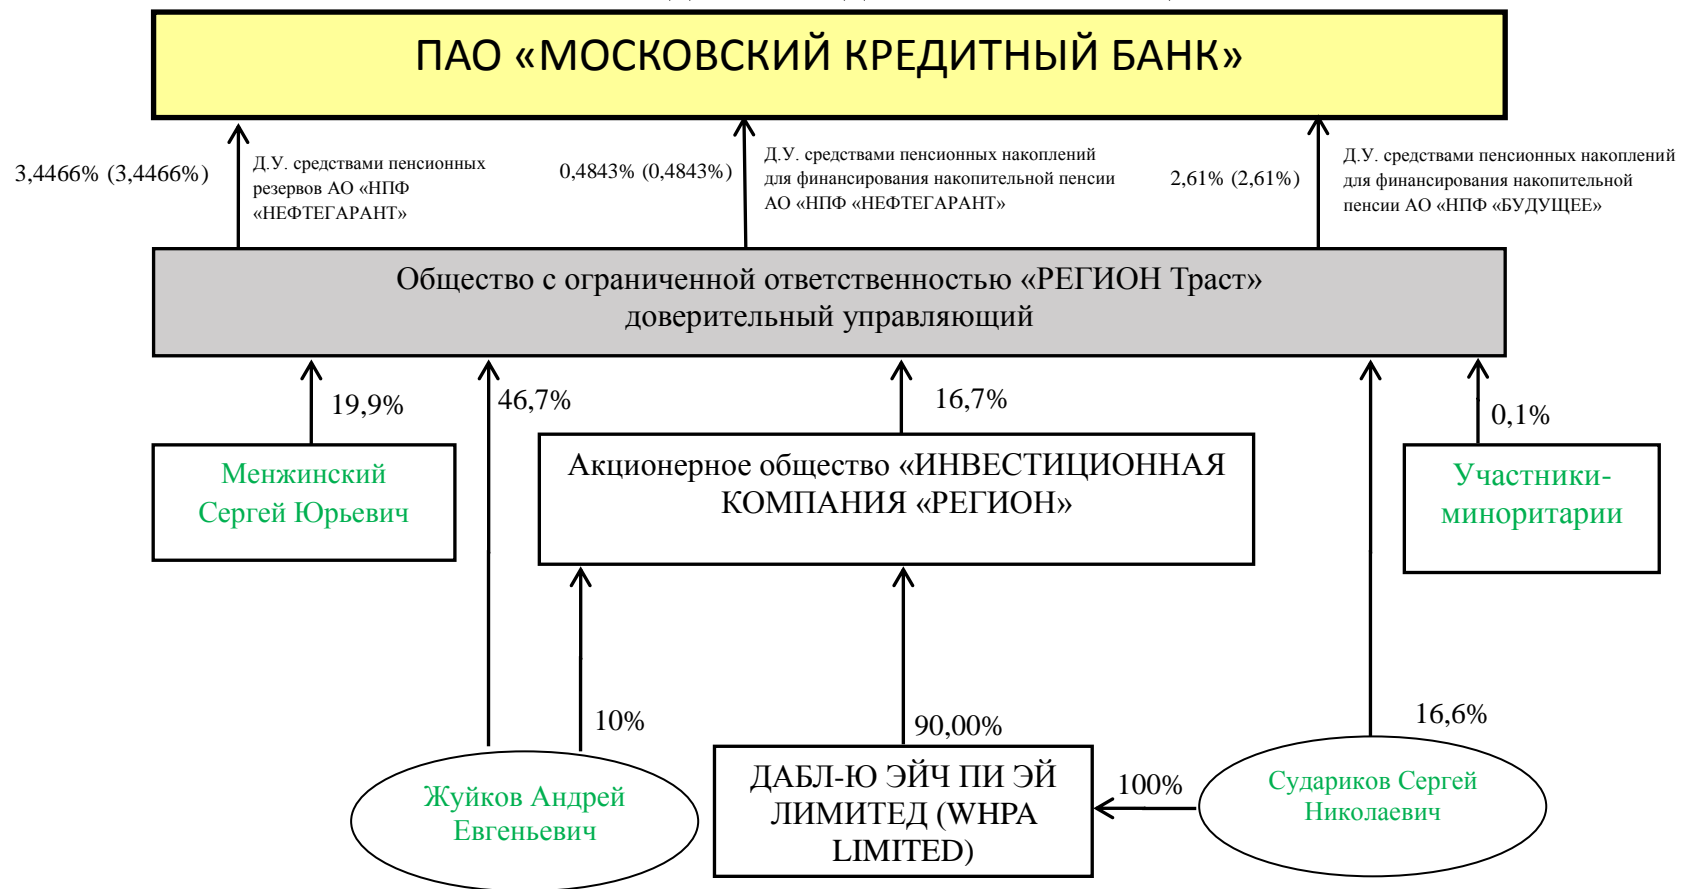 ПАО «МОСКОВСКИЙ КРЕДИТНЫЙ БАНК»
3,4466% (3,4466%)
Д.У. средствами пенсионных
резервов АО «НПФ
«НЕФТЕГАРАНТ»
0,4843% (0,4843%)
Д.У. средствами пенсионных накоплений
для финансирования накопительной пенсии
АО «НПФ «НЕФТЕГАРАНТ»
2,61% (2,61%)
Д.У. средствами пенсионных накоплений
для финансирования накопительной
пенсии АО «НПФ «БУДУЩЕЕ»
Общество с ограниченной ответственностью «РЕГИОН Траст»
доверительный управляющий
19,9%
46,7%
16,7%
0,1%
Менжинский
Сергей Юрьевич
Акционерное общество «ИНВЕСТИЦИОННАЯ
КОМПАНИЯ «РЕГИОН»
Участники-
миноритарии
10%
90,00%
16,6%
Жуйков Андрей
Евгеньевич
ДАБЛ-Ю ЭЙЧ ПИ ЭЙ
ЛИМИТЕД (WHPA
LIMITED)
100%
Судариков Сергей
Николаевич